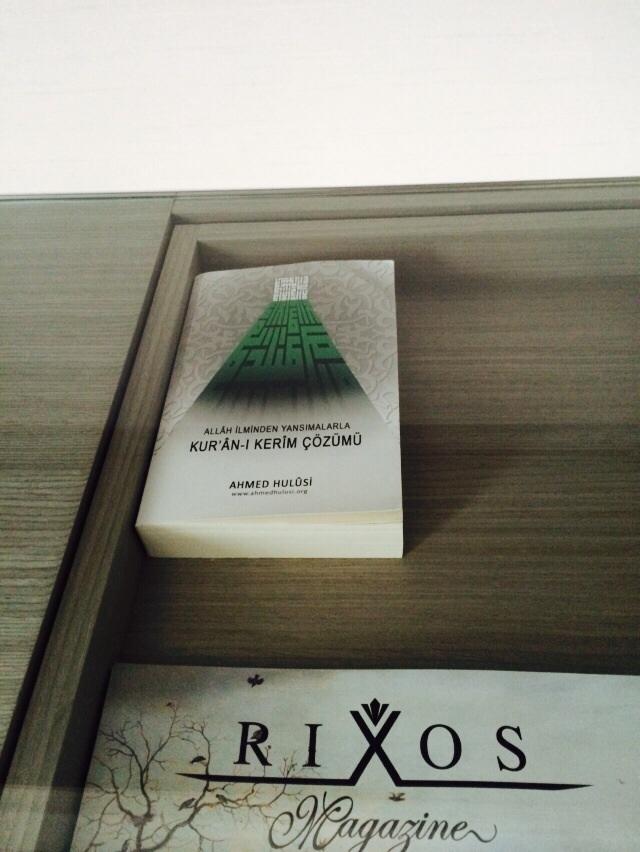 ALLÂH İLMİNDEN YANSIMALARLA
KUR'ÂN-I KERÎM ÇÖZÜMÜ
AHMED HULÛSİ
www.ahmedhulusi.org
RIXOS
Magazine